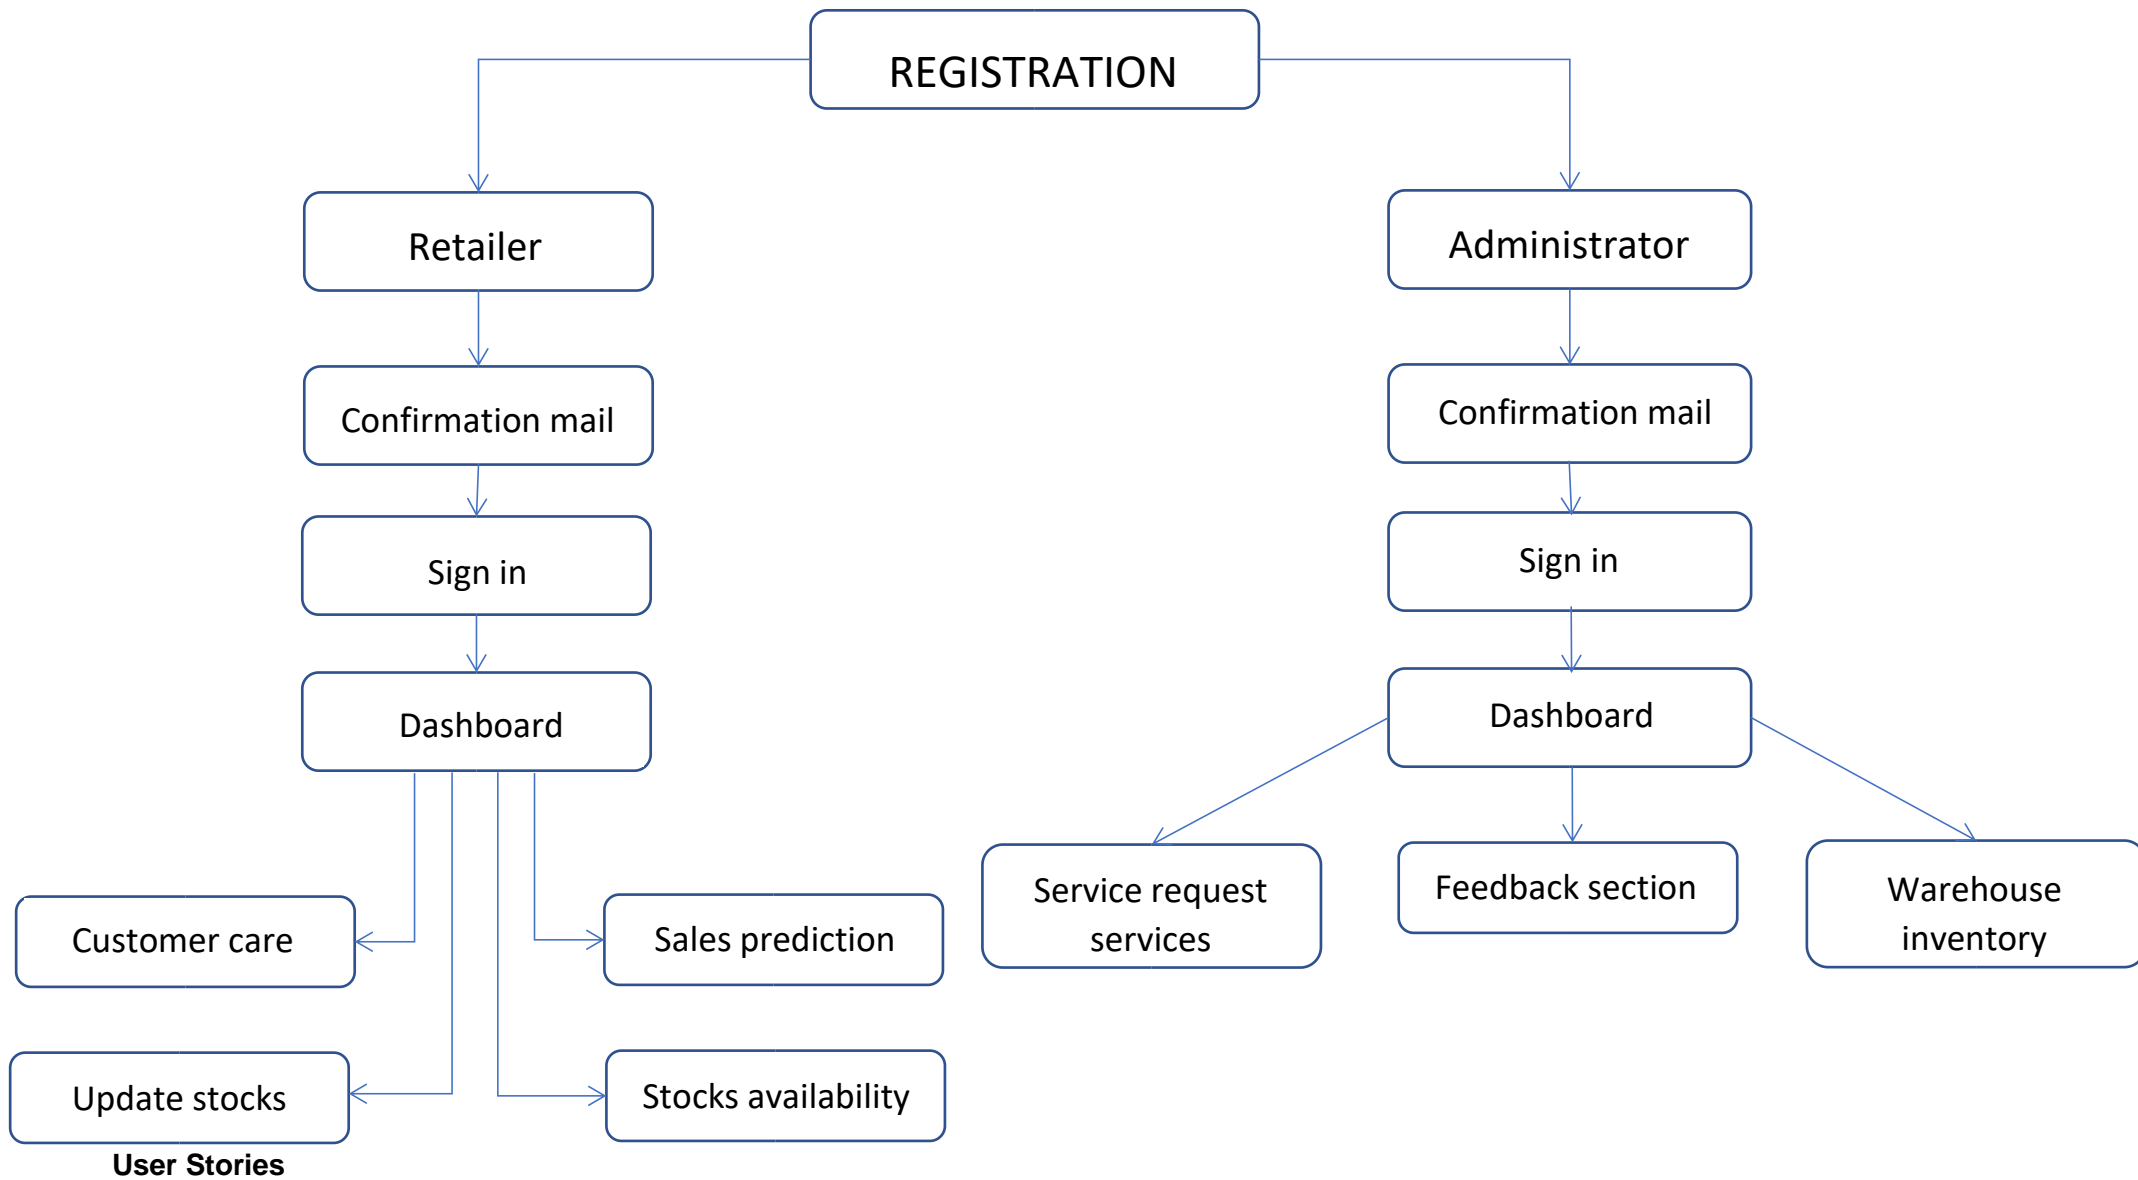 REGISTRATION
Retailer
Administrator
Confirmation mail
Confirmation mail
Sign in
Sign in
Dashboard
Dashboard
Customer care
Sales prediction
Service request
services
Feedback section
Warehouse
inventory
Update stocks
Stocks availability
User Stories